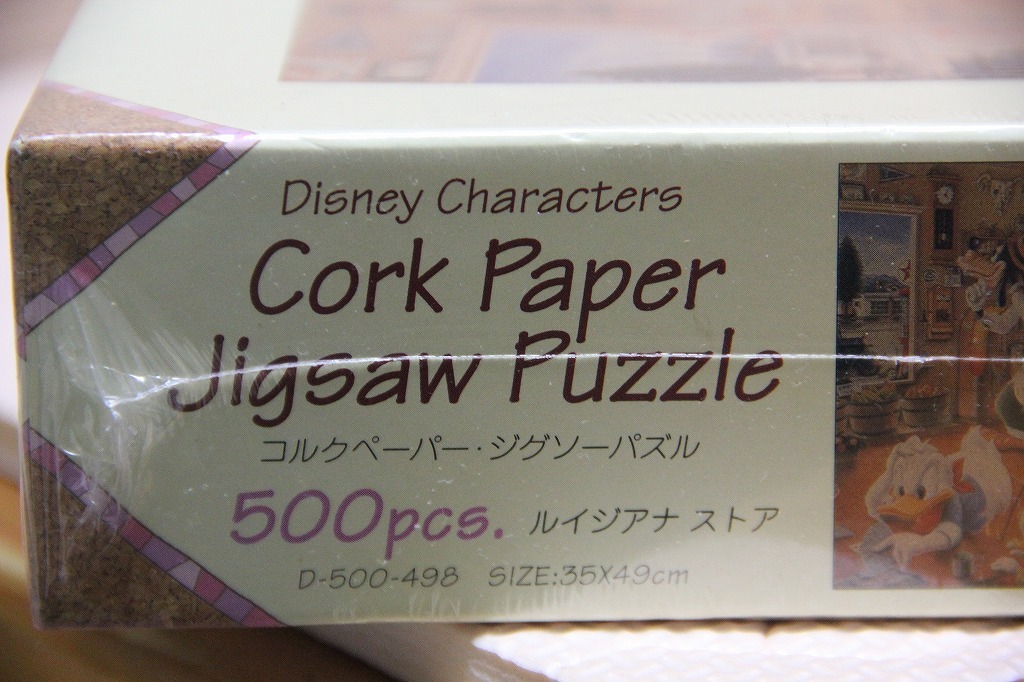 Disney Characters
Cork Paper
Jigsaw Puzzle
コルクペーパー・ジグソーパズル
500pcs. ルイジアナ ストア
D-500-498 SIZE:35X49cm